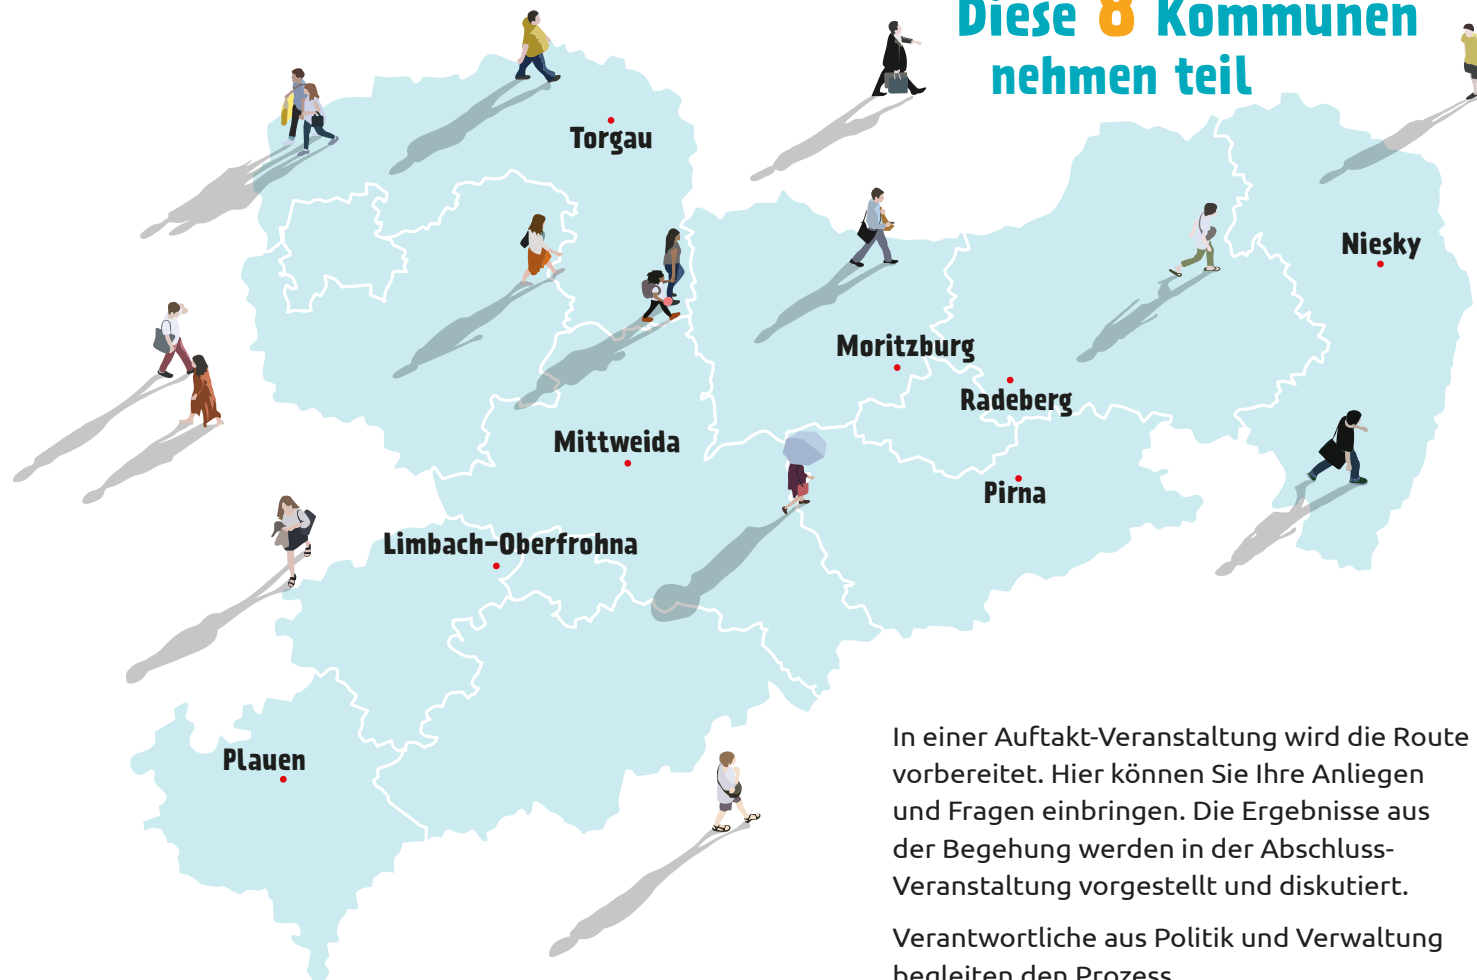 Diese 8 Kommunen
nehmen teil
Torgau
Niesky
Moritzburg
Radeberg
Mittweida
Pirna
Limbach-Oberfrohna
Plauen
In einer Auftakt-Veranstaltung wird die Route
vorbereitet. Hier können Sie Ihre Anliegen
und Fragen einbringen. Die Ergebnisse aus
der Begehung werden in der Abschluss-
Veranstaltung vorgestellt und diskutiert.
Verantwortliche aus Politik und Verwaltung
begleiten den Prozess.